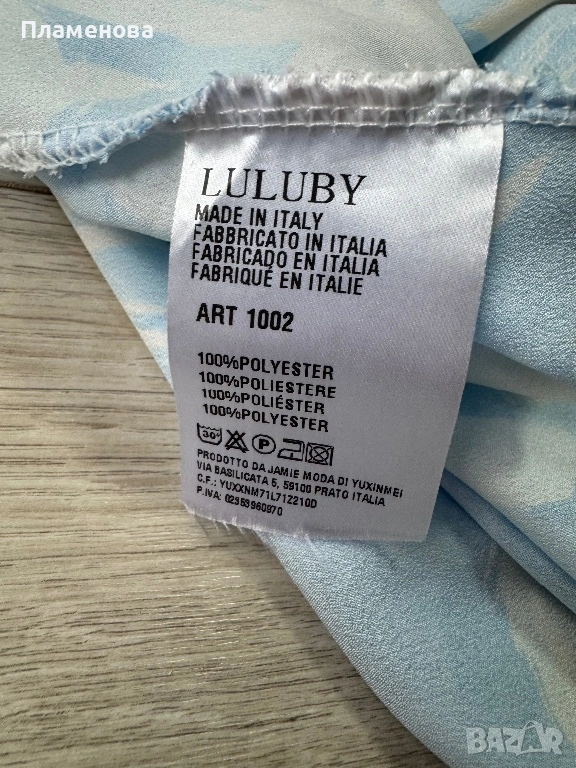 Пламенова
LULUBY
MADE IN ITALY
FABBRICATO IN ITALIA
FABRICADO EN ITALIA
FABRIQUÉ EN ITALIE
ART 1002
100%POLYESTER
100%POLIESTERE
100%POLIÉSTER
100%POLYESTER
30°
P
PRODOTTO DA JAMIE MODA DI YUXINMEI
VIA BASILICATA 5, 59100 PRATO ITALIA
C.F.: YUXXNM71L71Z210D
P.IVA: 02353960970
BAZAR